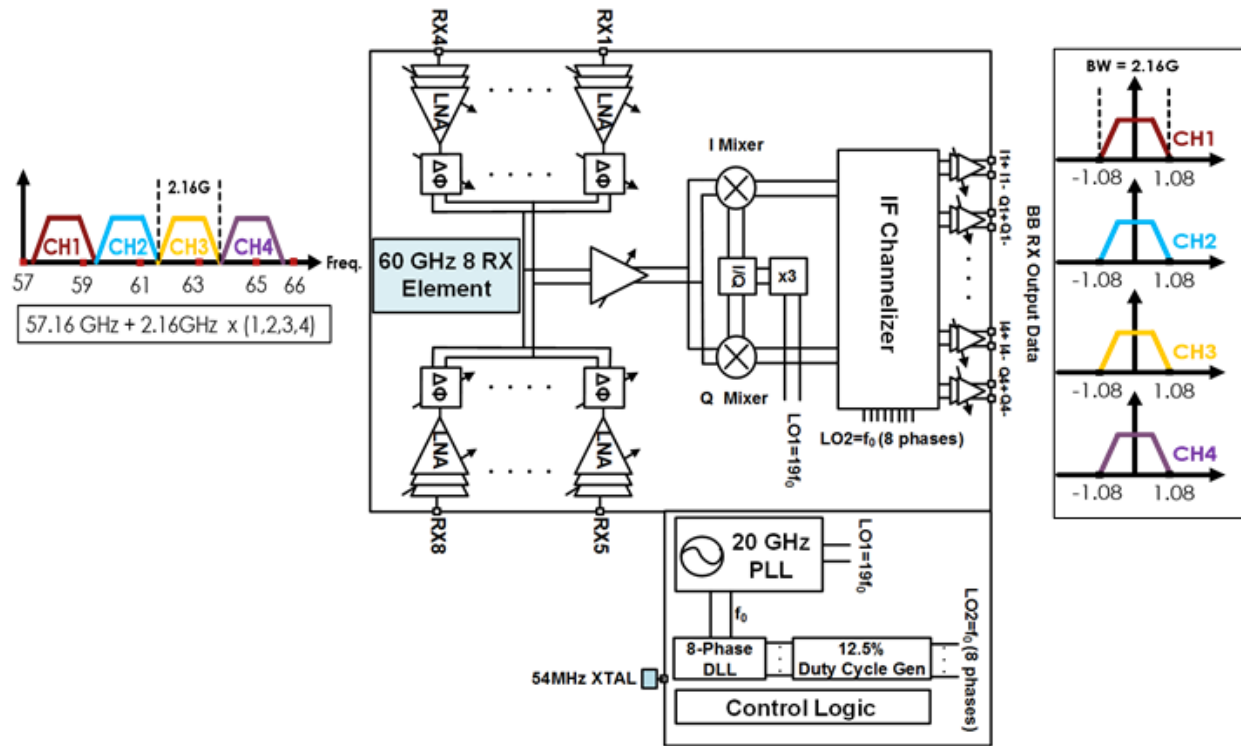 RX4
RX1
LNA
LNA
ΔΦ
ΔΦ
2.16G
CH1
CH2
CH3
CH4
Freq.
57
59
61
63
65
66
57.16 GHz + 2.16GHz x (1,2,3,4)
60 GHz 8 RX
Element
ΔΦ
ΔΦ
LNA
LNA
RX8
RX5
I Mixer
I/Q
x3
Q Mixer
LO1=19f₀
IF Channelizer
LO2=f₀ (8 phases)
I1+ I1-
Q1+Q1-
I4+ I4-
Q4+Q4-
BB RX Output Data
BW = 2.16G
CH1
-1.08
1.08
CH2
-1.08
1.08
CH3
-1.08
1.08
CH4
-1.08
1.08
20 GHz
PLL
LO1=19f₀
f₀
8-Phase
DLL
12.5%
Duty Cycle Gen
LO2=f₀ (8
phases)
54MHz XTAL
Control Logic